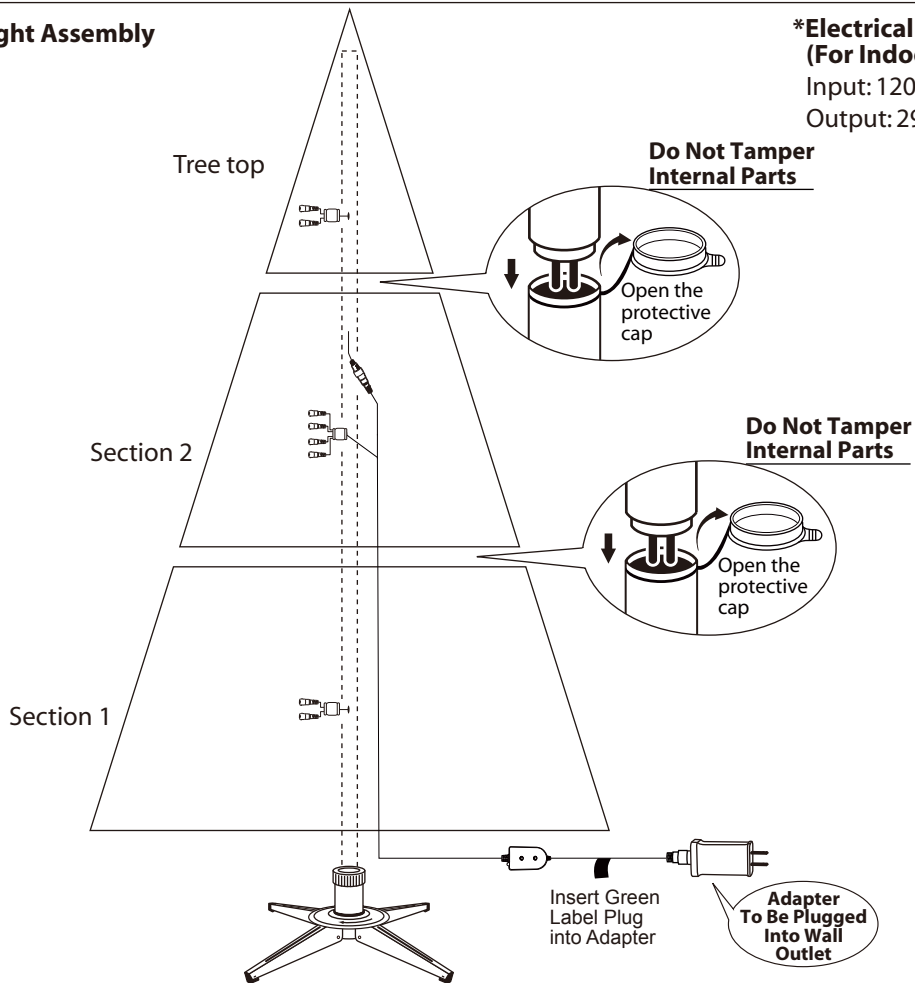 ght Assembly
*Electrical
(For Indoo
Input: 120
Output: 29
Tree top
Do Not Tamper
Internal Parts
Open the
protective
cap
Section 2
Do Not Tamper
Internal Parts
Open the
protective
cap
Section 1
Insert Green
Label Plug
into Adapter
Adapter
To Be Plugged
Into Wall
Outlet